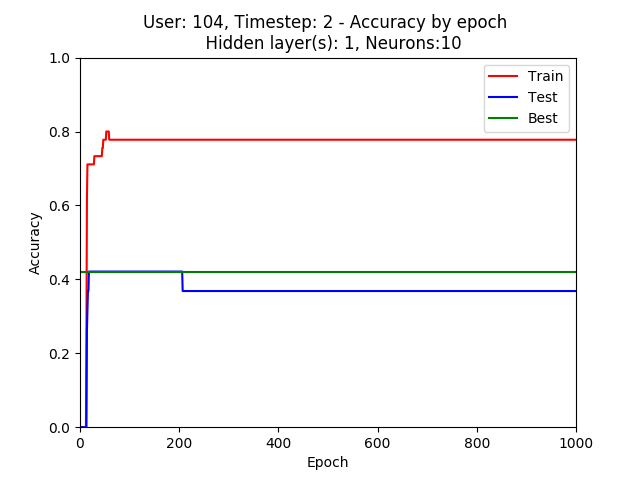 User: 104, Timestep: 2 - Accuracy by epoch
Hidden layer(s): 1, Neurons:10
1.0
0.8
0.6
0.4
0.2
0.0
Accuracy
Train
Test
Best
0
200
400
600
800
1000
Epoch